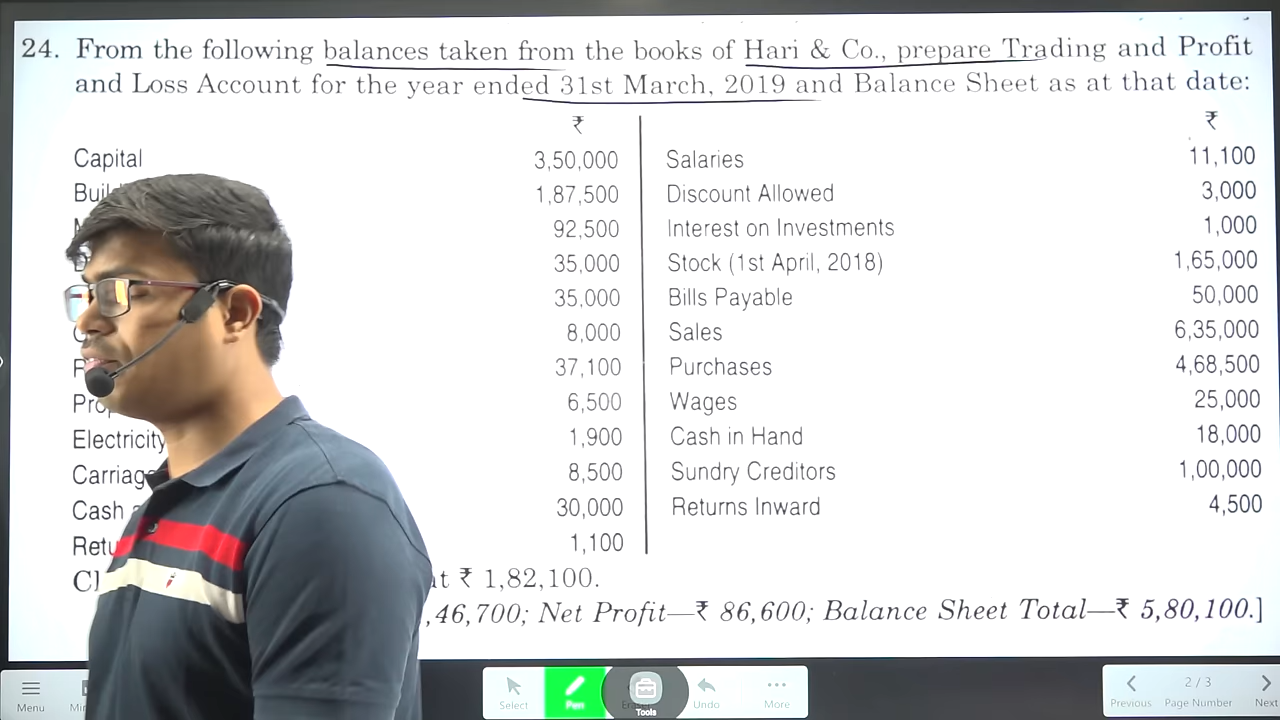 24. From the following balances taken from the books of Hari & Co., prepare Trading and Profit
and Loss Account for the year ended 31st March, 2019 and Balance Sheet as at that date:
₹ ₹
Capital 3,50,000 Salaries 11,100
1,87,500 Discount Allowed 3,000
92,500 Interest on Investments 1,000
35,000 Stock (1st April, 2018) 1,65,000
35,000 Bills Payable 50,000
8,000 Sales 6,35,000
37,100 Purchases 4,68,500
6,500 Wages 25,000
Electricity 1,900 Cash in Hand 18,000
8,500 Sundry Creditors 1,00,000
Cash 30,000 Returns Inward 4,500
1,100
₹ 1,82,100.
,46,700; Net Profit—₹ 86,600; Balance Sheet Total—₹ 5,80,100.]
Menu Select Pen Tools Undo More Previous 2 / 3 Page Number Next